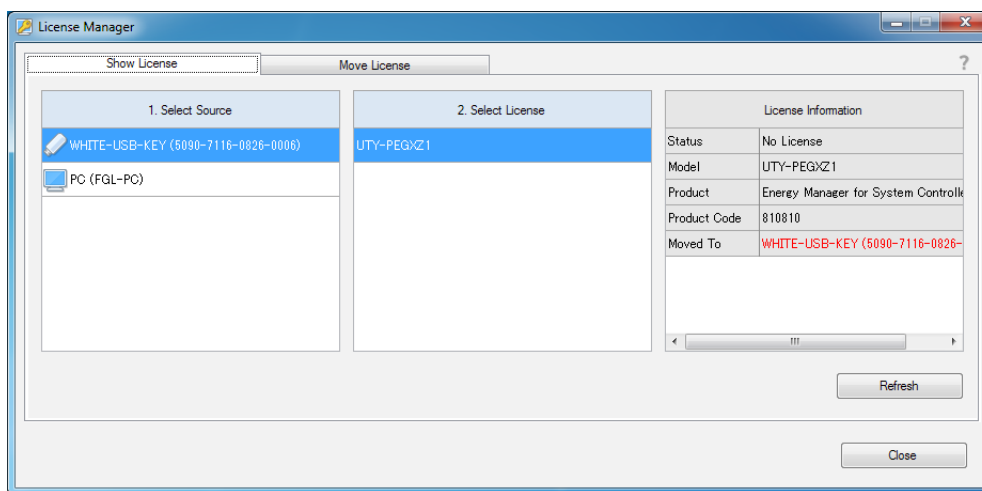 License Manager
Show License
Move License
?
1. Select Source
WHITE-USB-KEY (5090-7116-0826-0006)
PC (FGL-PC)
2. Select License
UTY-PEGXZ1
License Information
Status No License
Model UTY-PEGXZ1
Product Energy Manager for System Controlle
Product Code 810810
Moved To WHITE-USB-KEY (5090-7116-0826-
Refresh
Close